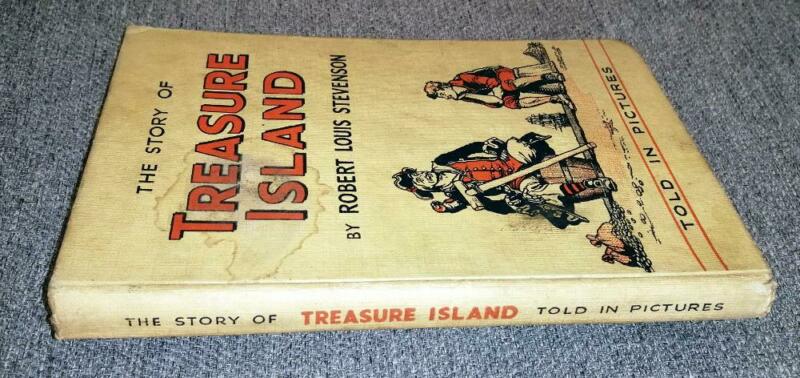 THE STORY OF
TREASURE
ISLAND
BY ROBERT LOUIS STEVENSON
TOLD IN PICTURES
THE STORY OF TREASURE ISLAND TOLD IN PICTURES